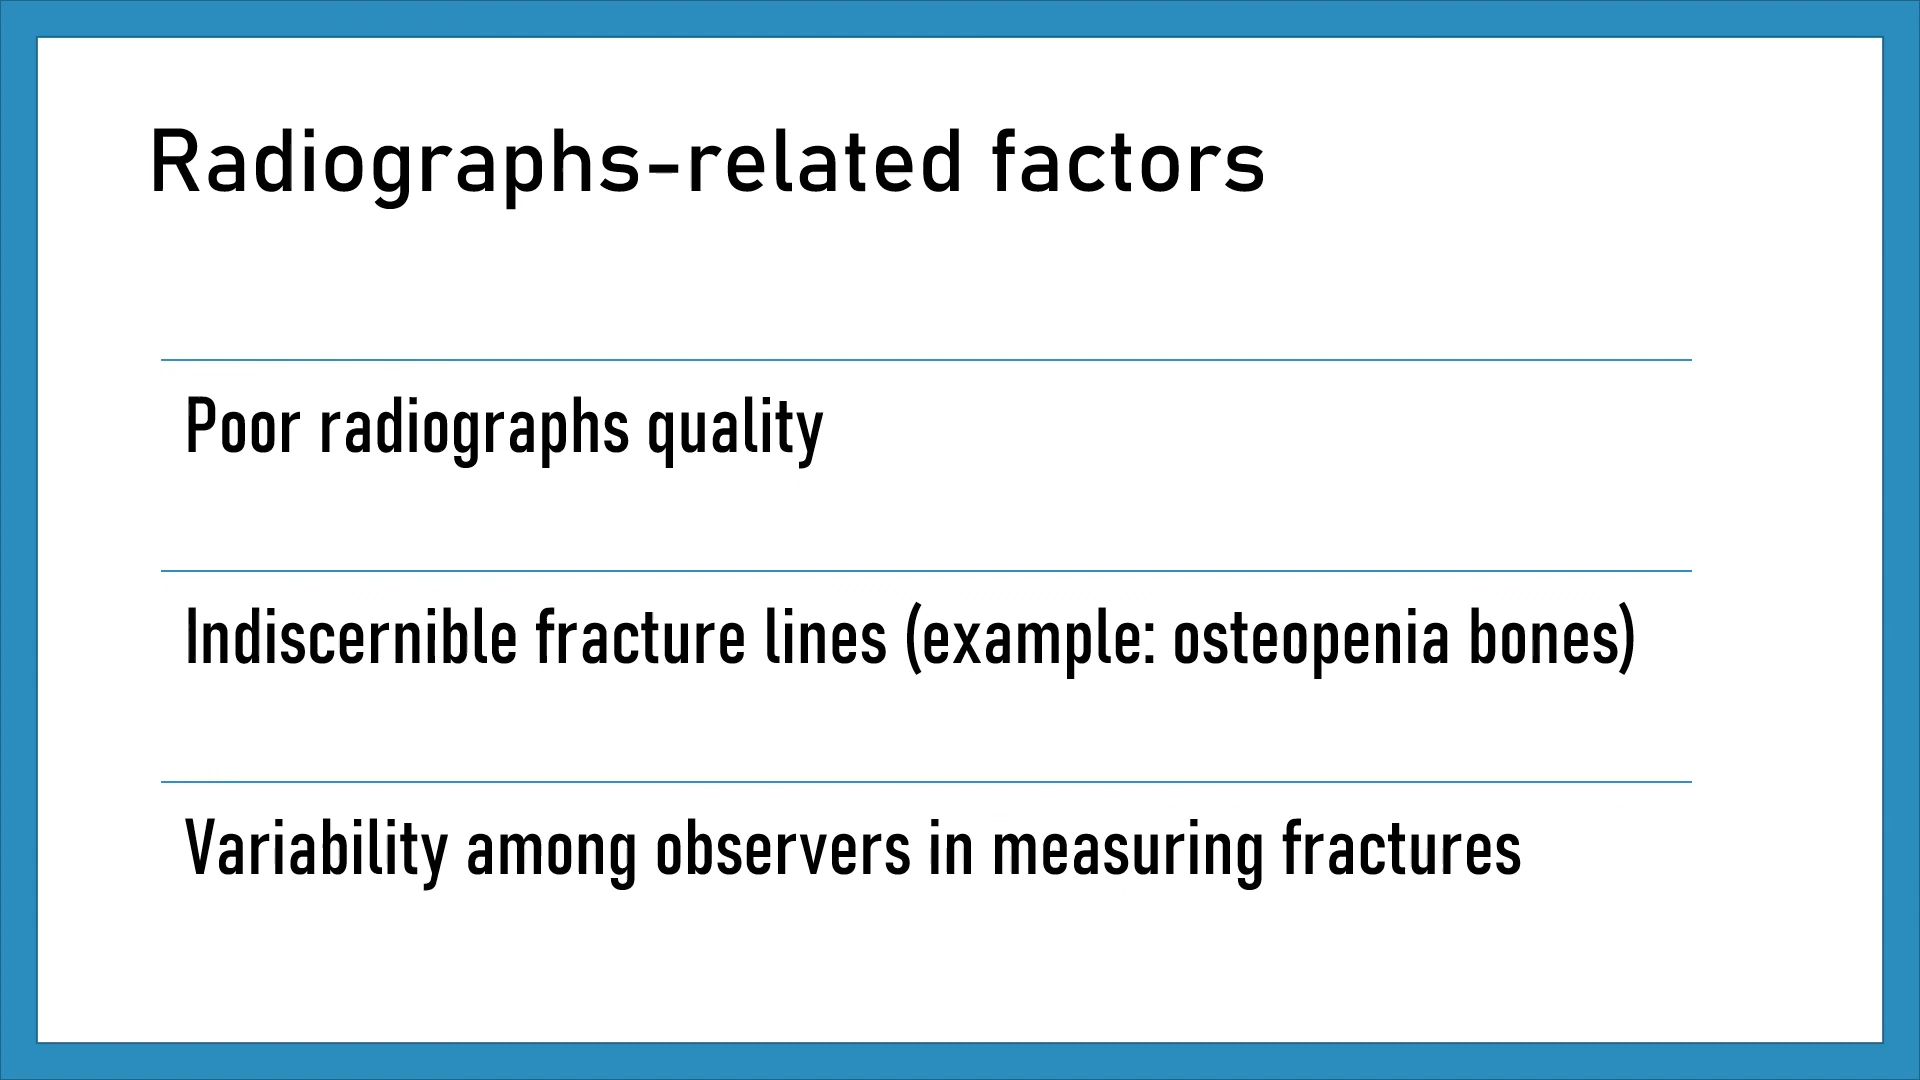 Radiographs-related factors
Poor radiographs quality
Indiscernible fracture lines (example: osteopenia bones)
Variability among observers in measuring fractures